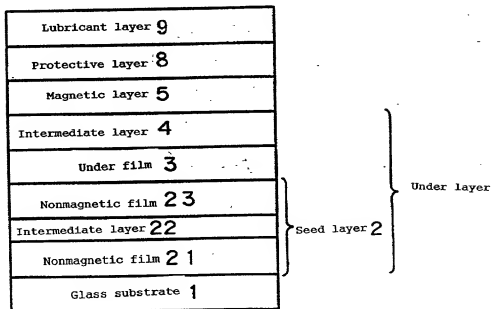 Lubricant layer 9
Protective layer 8
Magnetic layer 5
Intermediate layer 4
Under film 3
Under layer
Nonmagnetic film 23
Intermediate layer 22
Seed layer 2
Nonmagnetic film 21
Glass substrate 1